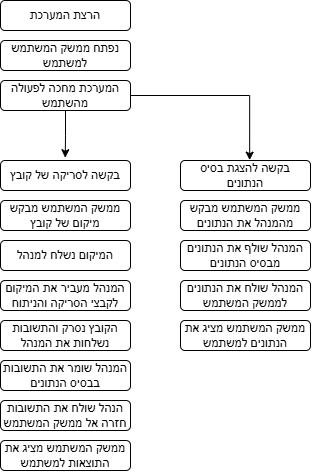 הרצת המערכת
נפתח ממשק המשתמש
למשתמש
המערכת מחכה לפעולה
מהשתמש
בקשה לסריקה של קובץ
ממשק המשתמש מבקש
מיקום של קובץ
המיקום נשלח למנהל
המנהל מעביר את המיקום
לקבצי הסריקה והניתוח
הקובץ נסרק והתשובות
נשלחות את המנהל
המנהל שומר את התשובות
בבסיס הנתונים
הנהל שולח את התשובות
חזרה אל ממשק המשתמש
ממשק המשתמש מציג את
התוצאות למשתמש
בקשה להצגת בסיס
הנתונים
ממשק המשתמש מבקש
מהמנהל את הנתונים
המנהל שולף את הנתונים
מבסיס הנתונים
המנהל שולח את הנתונים
לממשק המשתמש
ממשק המשתמש מציג את
הנתונים למשתמש